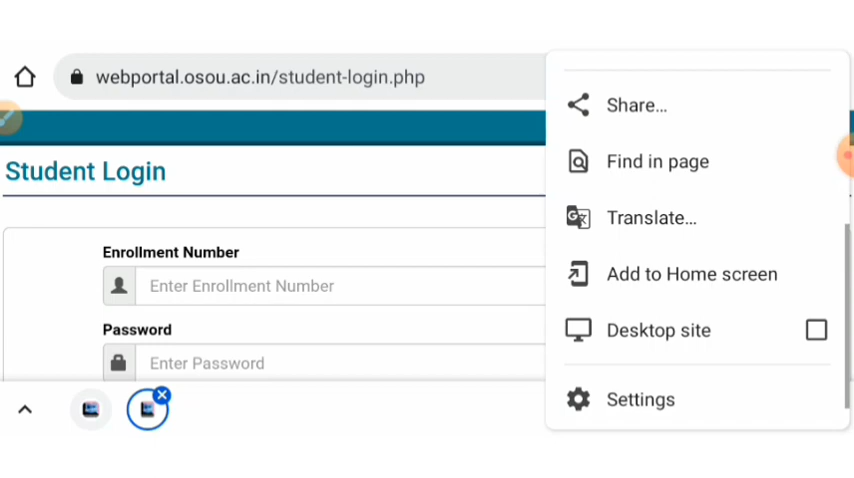 webportal.osou.ac.in/student-login.php
Student Login
Enrollment Number
Enter Enrollment Number
Password
Enter Password
Share...
Find in page
Translate...
Add to Home screen
Desktop site
Settings